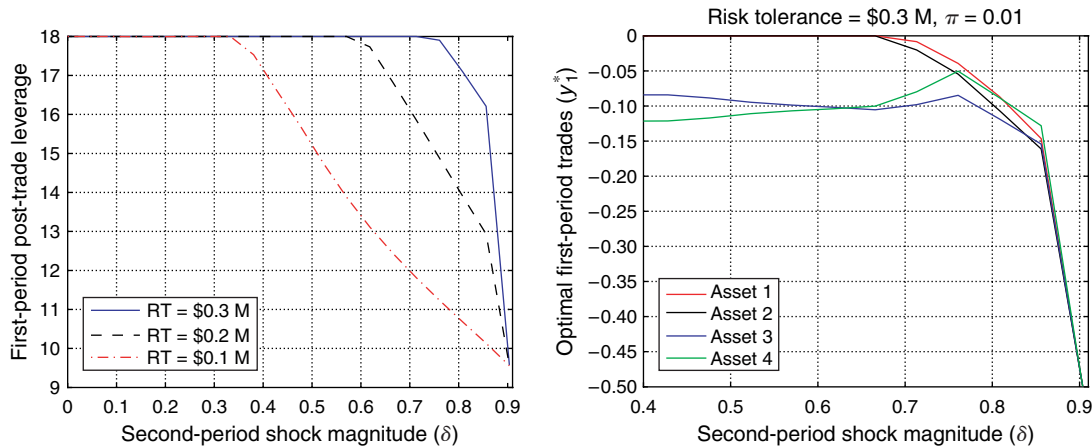 18
17
16
15
14
13
12
11
10
9
First-period post-trade leverage
RT = $0.3 M
RT = $0.2 M
RT = $0.1 M
0 0.1 0.2 0.3 0.4 0.5 0.6 0.7 0.8 0.9
Second-period shock magnitude (δ)
Risk tolerance = $0.3 M, π = 0.01
0
−0.05
−0.10
−0.15
−0.20
−0.25
−0.30
−0.35
−0.40
−0.45
−0.50
Optimal first-period trades (y₁*)
Asset 1
Asset 2
Asset 3
Asset 4
0.4 0.5 0.6 0.7 0.8 0.9
Second-period shock magnitude (δ)